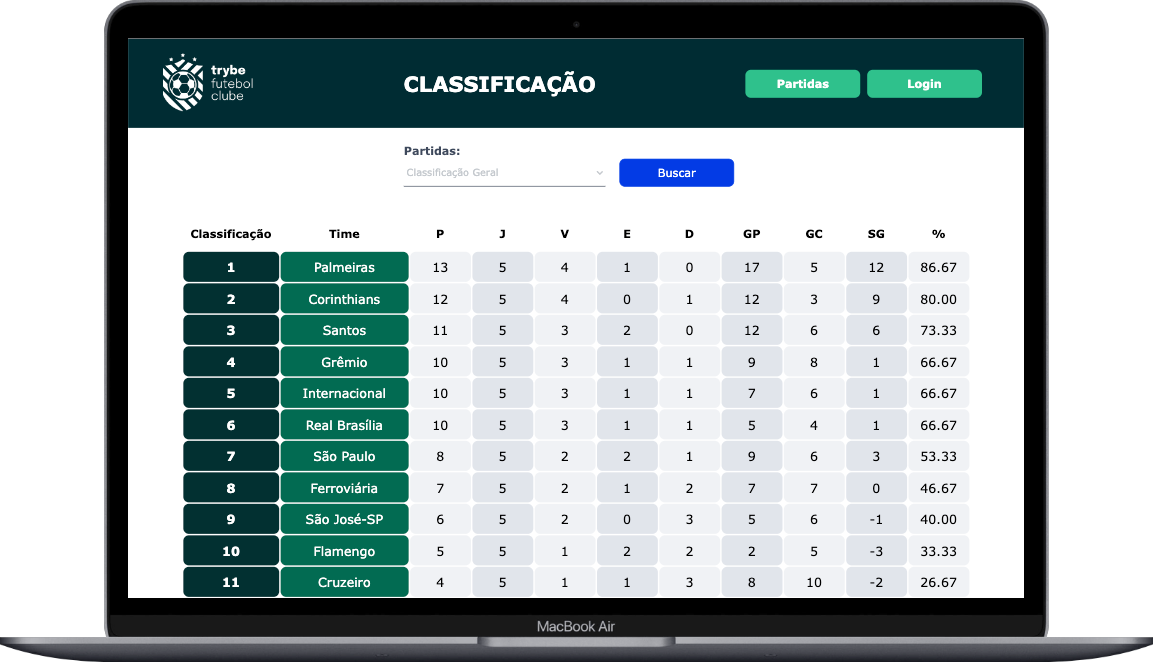 trybe
futebol
clube
CLASSIFICAÇÃO
Partidas
Login
Partidas:
Classificação Geral
Buscar
Classificação Time P J V E D GP GC SG %
1 Palmeiras 13 5 4 1 0 17 5 12 86.67
2 Corinthians 12 5 4 0 1 12 3 9 80.00
3 Santos 11 5 3 2 0 12 6 6 73.33
4 Grêmio 10 5 3 1 1 9 8 1 66.67
5 Internacional 10 5 3 1 1 7 6 1 66.67
6 Real Brasília 10 5 3 1 1 5 4 1 66.67
7 São Paulo 8 5 2 2 1 9 6 3 53.33
8 Ferroviária 7 5 2 1 2 7 7 0 46.67
9 São José-SP 6 5 2 0 3 5 6 -1 40.00
10 Flamengo 5 5 1 2 2 2 5 -3 33.33
11 Cruzeiro 4 5 1 1 3 8 10 -2 26.67
MacBook Air